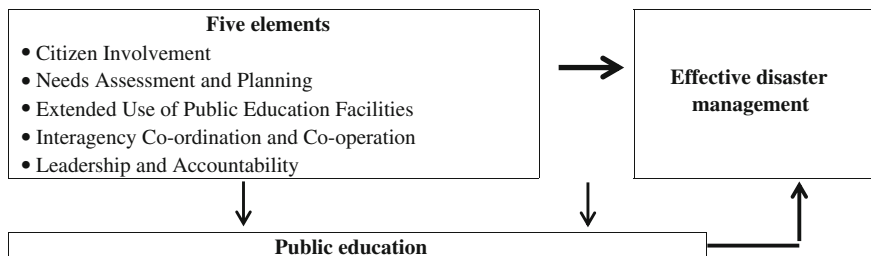 Five elements
• Citizen Involvement
• Needs Assessment and Planning
• Extended Use of Public Education Facilities
• Interagency Co-ordination and Co-operation
• Leadership and Accountability
Effective disaster
management
Public education